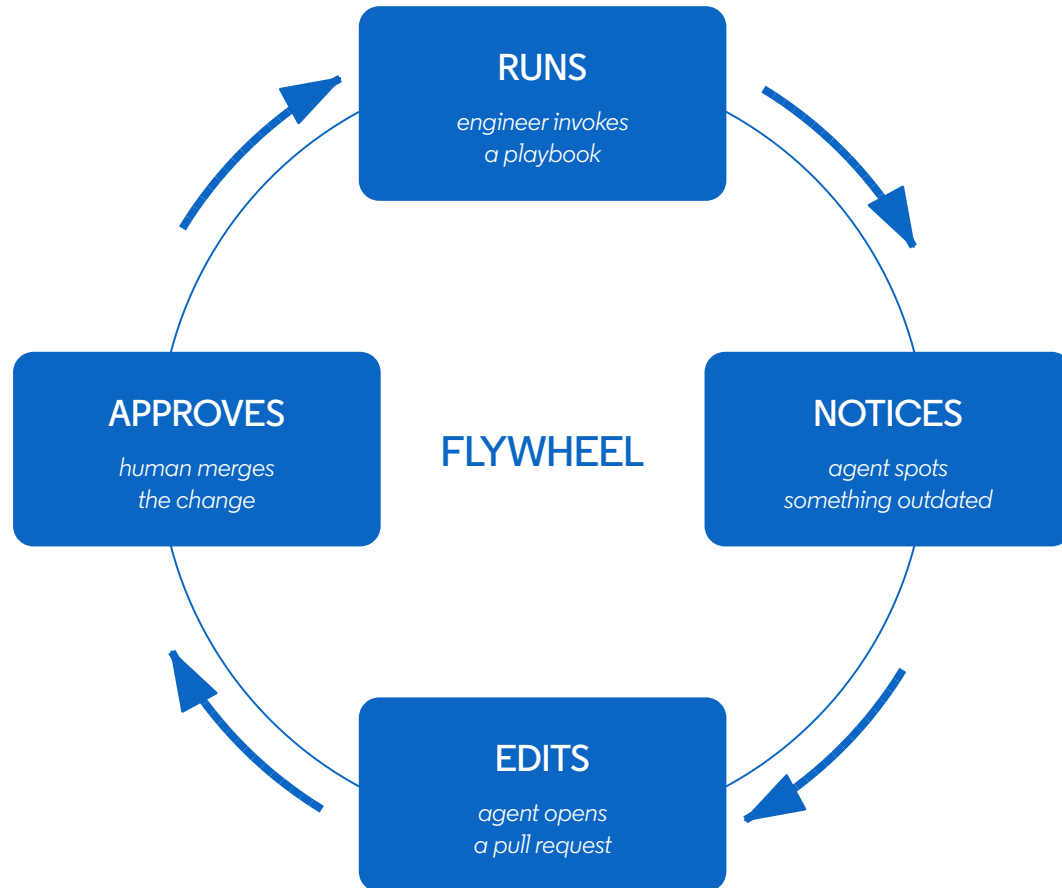 RUNS
engineer invokes
a playbook
APPROVES
human merges
the change
FLYWHEEL
NOTICES
agent spots
something outdated
EDITS
agent opens
a pull request